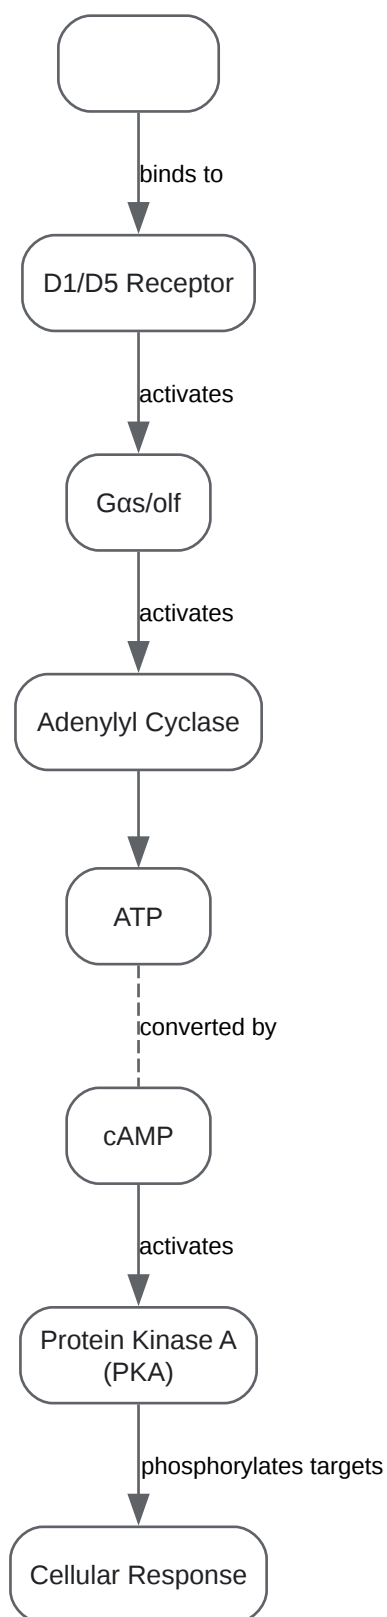 binds to
D1/D5 Receptor
activates
Gαs/olf
activates
Adenylyl Cyclase
ATP
converted by
cAMP
activates
Protein Kinase A
(PKA)
phosphorylates targets
Cellular Response